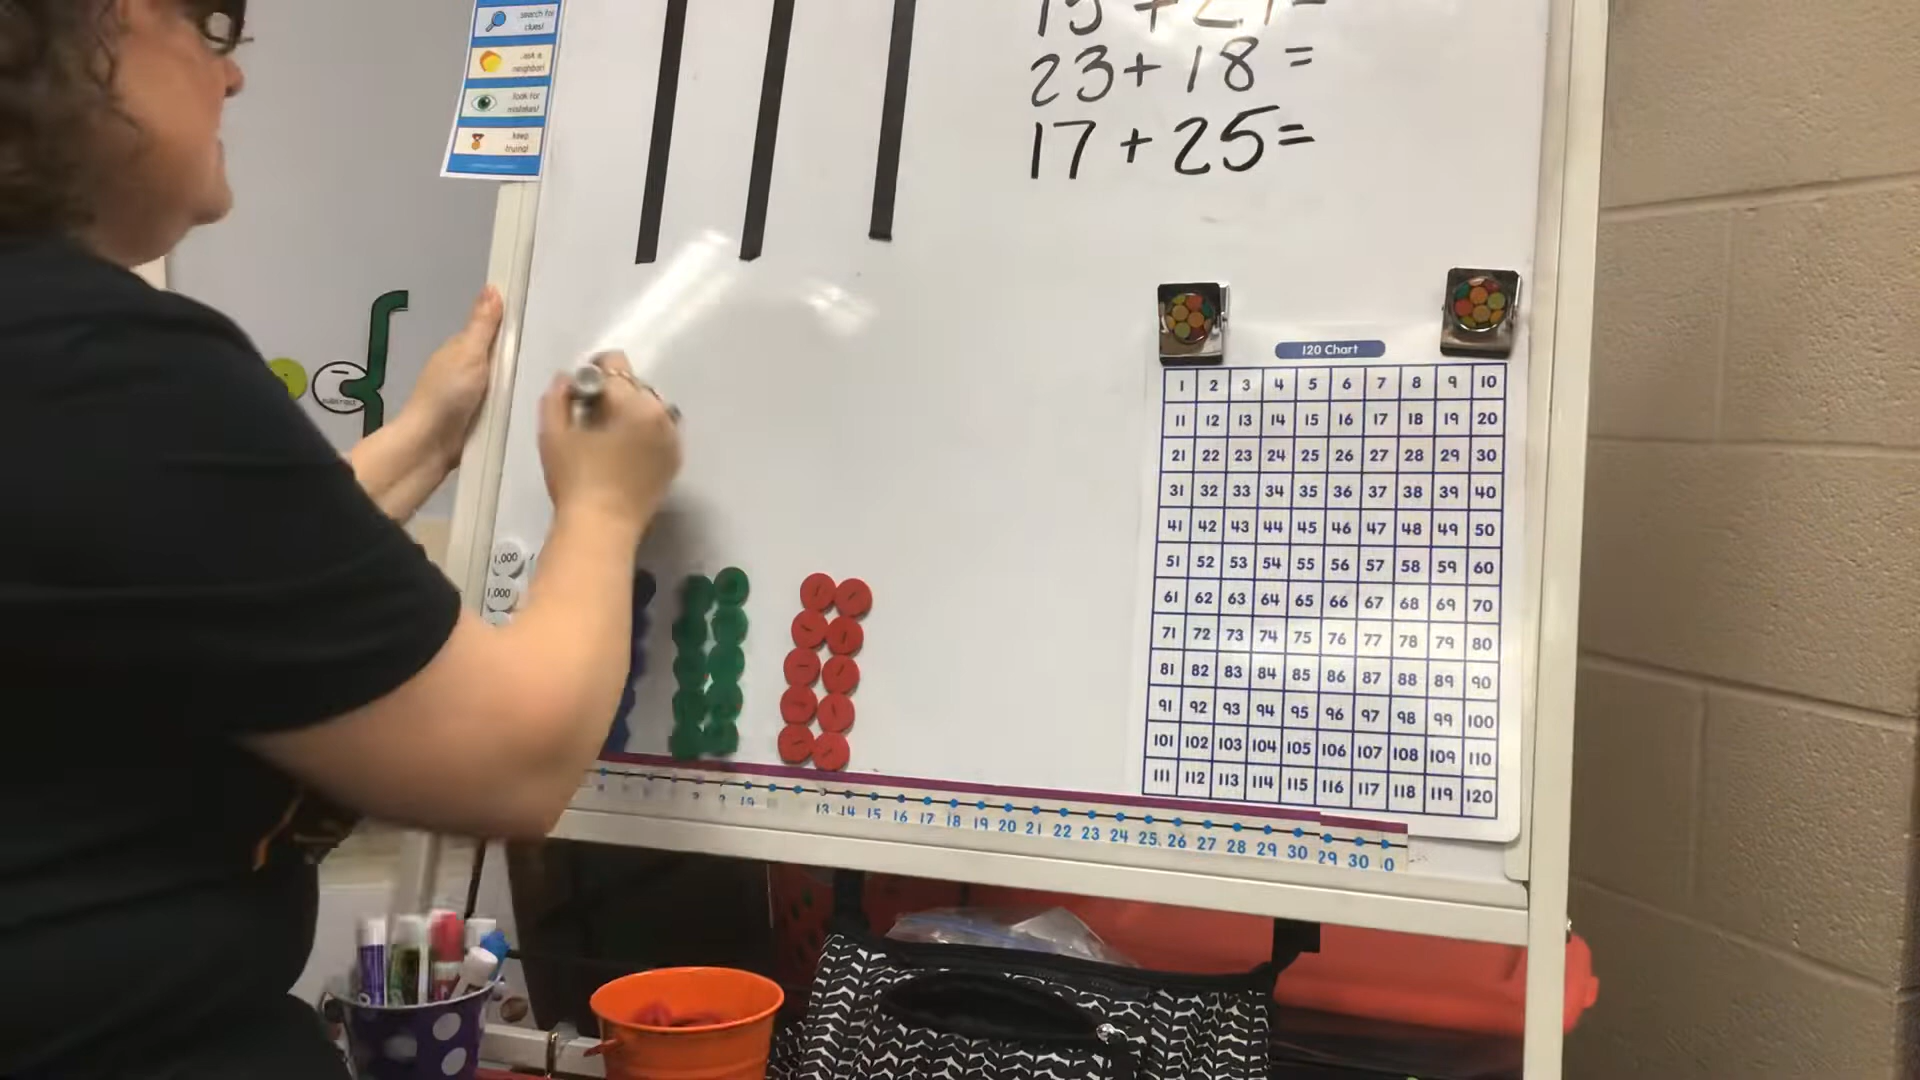 search for
clues!
ask a
neighbor!
look for
mistakes!
keep
trying!
23+18=
17+25=
subtract
1,000
1,000
120 Chart
1 2 3 4 5 6 7 8 9 10
11 12 13 14 15 16 17 18 19 20
21 22 23 24 25 26 27 28 29 30
31 32 33 34 35 36 37 38 39 40
41 42 43 44 45 46 47 48 49 50
51 52 53 54 55 56 57 58 59 60
61 62 63 64 65 66 67 68 69 70
71 72 73 74 75 76 77 78 79 80
81 82 83 84 85 86 87 88 89 90
91 92 93 94 95 96 97 98 99 100
101 102 103 104 105 106 107 108 109 110
111 112 113 114 115 116 117 118 119 120
13 14 15 16 17 18 19 20 21 22 23 24 25 26 27 28 29 30 29 30